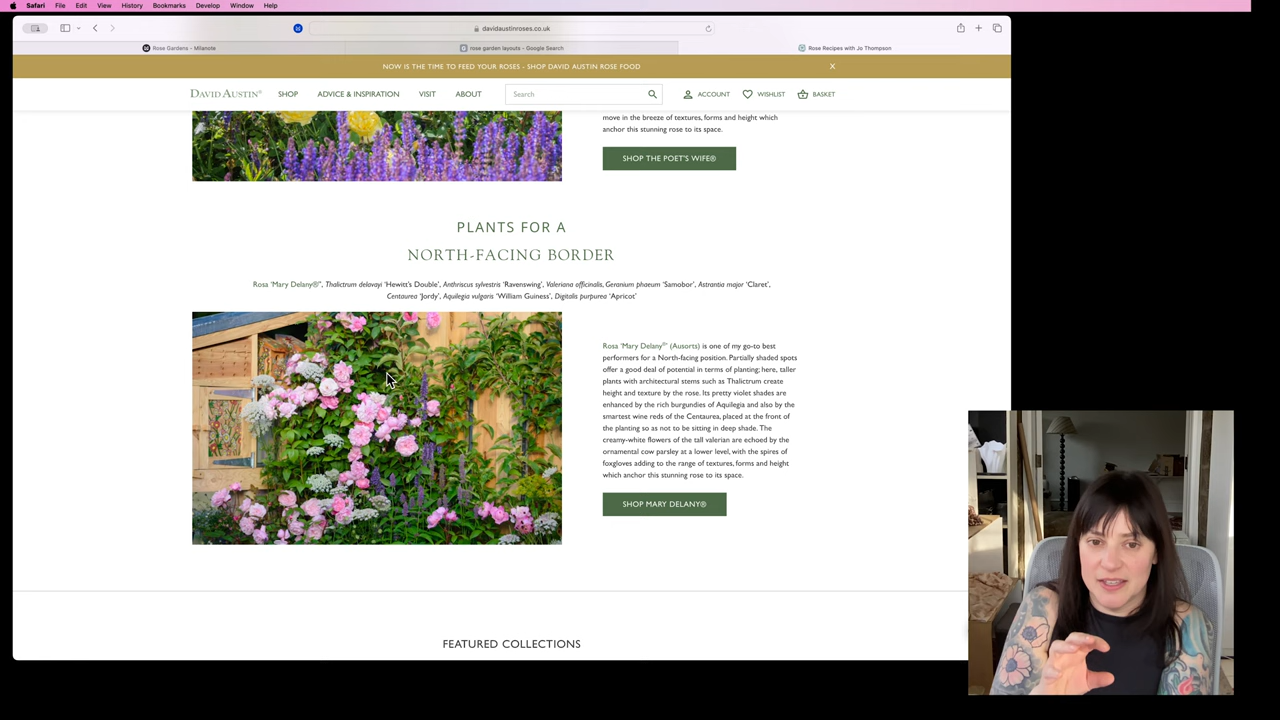 Safari File Edit View History Bookmarks Develop Window Help
davidaustinroses.co.uk
Rose Gardens - Milanote
rose garden layouts - Google Search
Rose Recipes with Jo Thompson
NOW IS THE TIME TO FEED YOUR ROSES - SHOP DAVID AUSTIN ROSE FOOD X
DAVID AUSTIN® SHOP ADVICE & INSPIRATION VISIT ABOUT Search ACCOUNT WISHLIST BASKET
move in the breeze of textures, forms and height which
anchor this stunning rose to its space.
SHOP THE POET'S WIFE®
PLANTS FOR A
NORTH-FACING BORDER
Rosa 'Mary Delany®', Thalictrum delavayi 'Hewitt's Double', Anthriscus sylvestris 'Ravenswing', Valeriana officinalis, Geranium phaeum 'Samobor', Astrantia major 'Claret',
Centaurea 'Jordy', Aquilegia vulgaris 'William Guiness', Digitalis purpurea 'Apricot'
Rosa 'Mary Delany®' (Ausorts) is one of my go-to best
performers for a North-facing position. Partially shaded spots
offer a good deal of potential in terms of planting; here, taller
plants with architectural stems such as Thalictrum create
height and texture by the rose. Its pretty violet shades are
enhanced by the rich burgundies of Aquilegia and also by the
smartest wine reds of the Centaurea, placed at the front of
the planting so as not to be sitting in deep shade. The
creamy-white flowers of the tall valerian are echoed by the
ornamental cow parsley at a lower level, with the spires of
foxgloves adding to the range of textures, forms and height
which anchor this stunning rose to its space.
SHOP MARY DELANY®
FEATURED COLLECTIONS